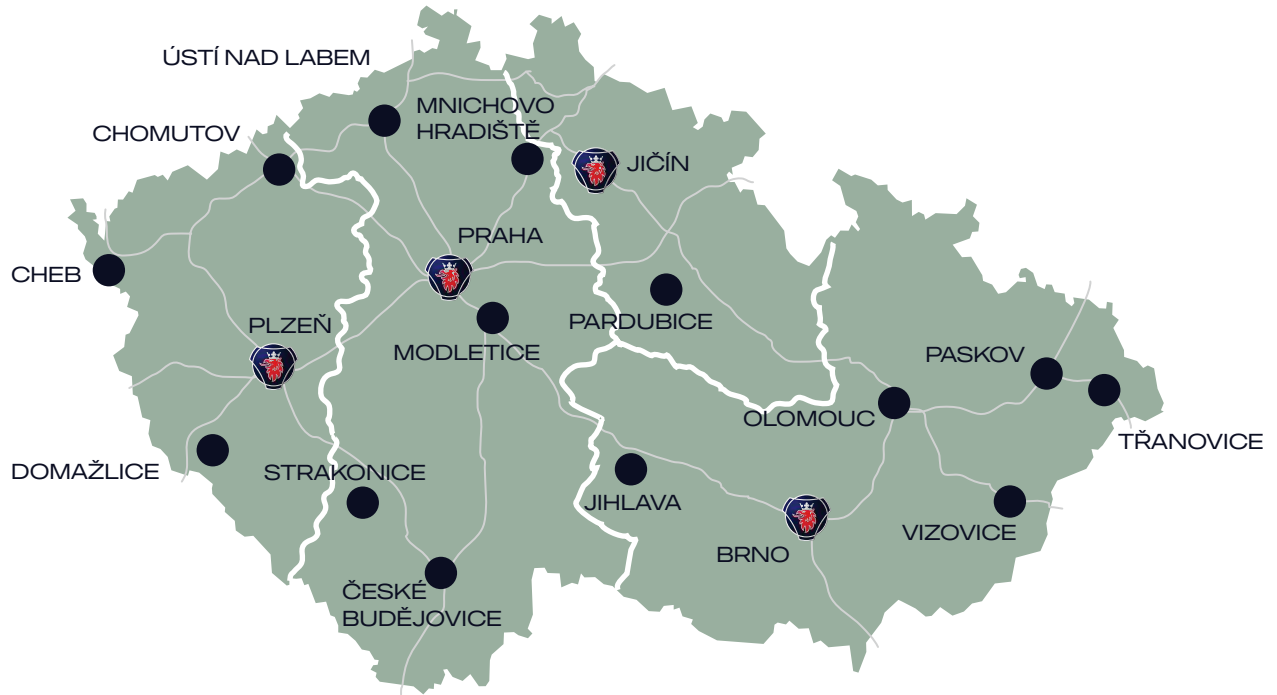 ÚSTÍ NAD LABEM
MNICHOVO
HRADIŠTĚ
CHOMUTOV
JIČÍN
PRAHA
CHEB
PLZEŇ
PARDUBICE
MODLETICE
PASKOV
OLOMOUC
TŘANOVICE
DOMAŽLICE
STRAKONICE
JIHLAVA
VIZOVICE
BRNO
ČESKÉ
BUDĚJOVICE